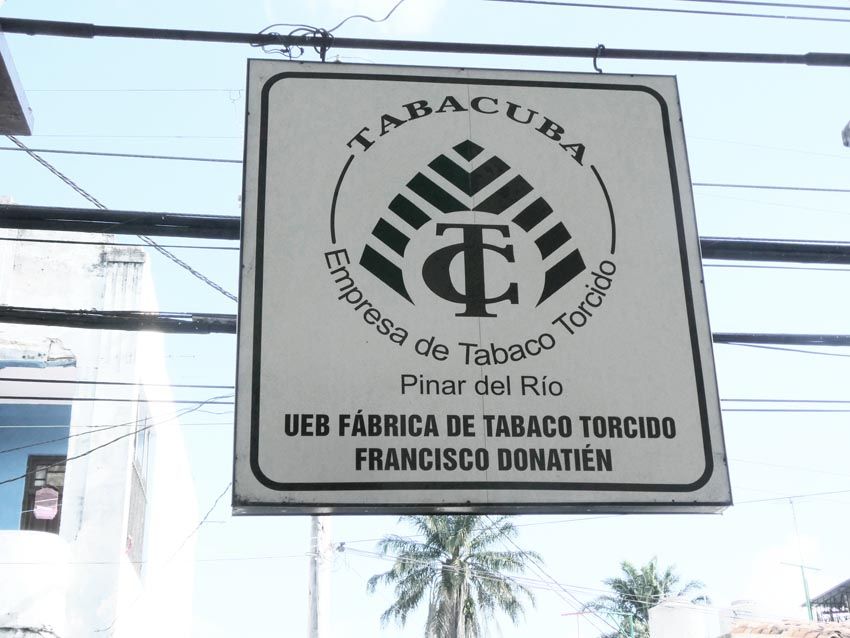 TABACUBA
TC
Empresa de Tabaco Torcido
Pinar del Río
UEB FÁBRICA DE TABACO TORCIDO
FRANCISCO DONATIÉN